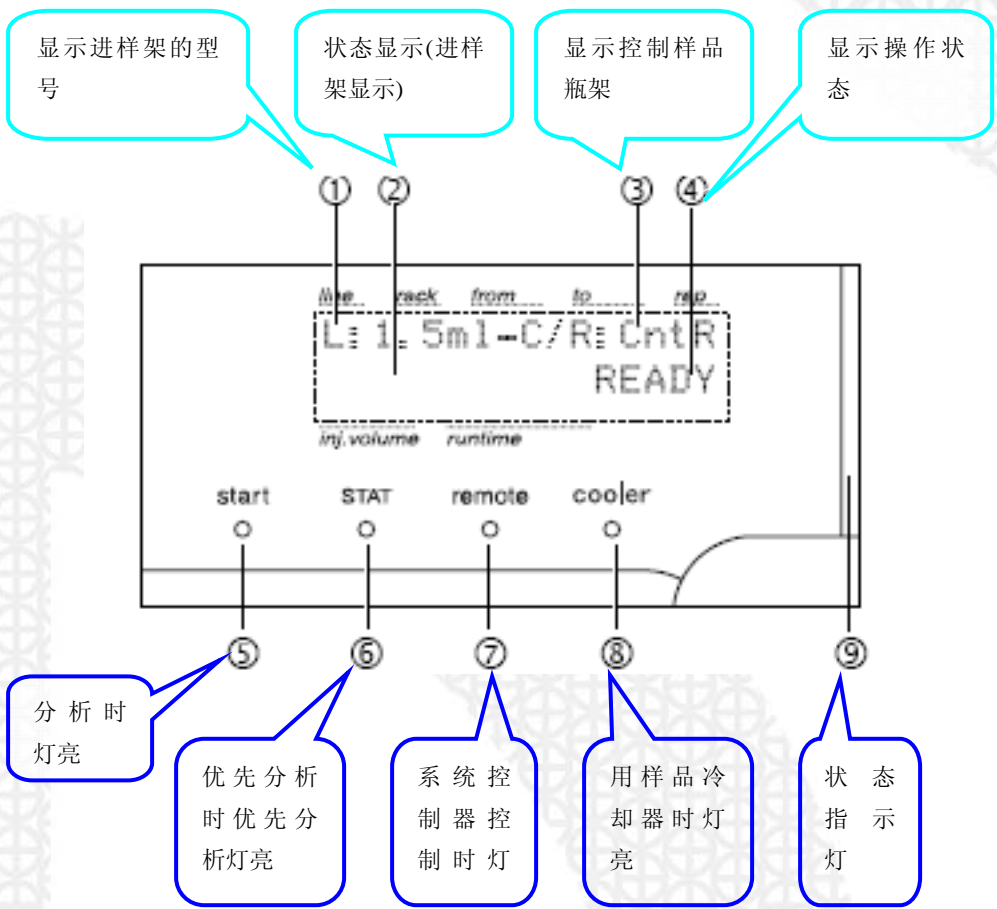 显示进样架的型
号
状态显示(进样
架显示)
显示控制样品
瓶架
显示操作状
态
① ② ③ ④
line rack from to rep
L: 1.5ml-C/R: CntR
READY
inj.volume runtime
start STAT remote cooler
⑤ ⑥ ⑦ ⑧ ⑨
分析时
灯亮
优先分析
时优先分
析灯亮
系统控
制器控
制时灯
用样品冷
却器时灯
亮
状态
指示
灯